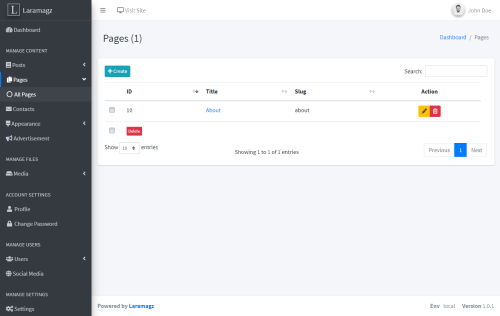 L Laramagz
Visit Site
John Doe
Dashboard
MANAGE CONTENT
Posts
Pages
All Pages
Contacts
Appearance
Advertisement
MANAGE FILES
Media
ACCOUNT SETTINGS
Profile
Change Password
MANAGE USERS
Users
Social Media
MANAGE SETTINGS
Settings
Pages (1)
Dashboard / Pages
Create
Search:
ID Title Slug Action
10 About about
Delete
Show 10 entries
Showing 1 to 1 of 1 entries
Previous 1 Next
Powered by Laramagz
Env local Version 1.0.1